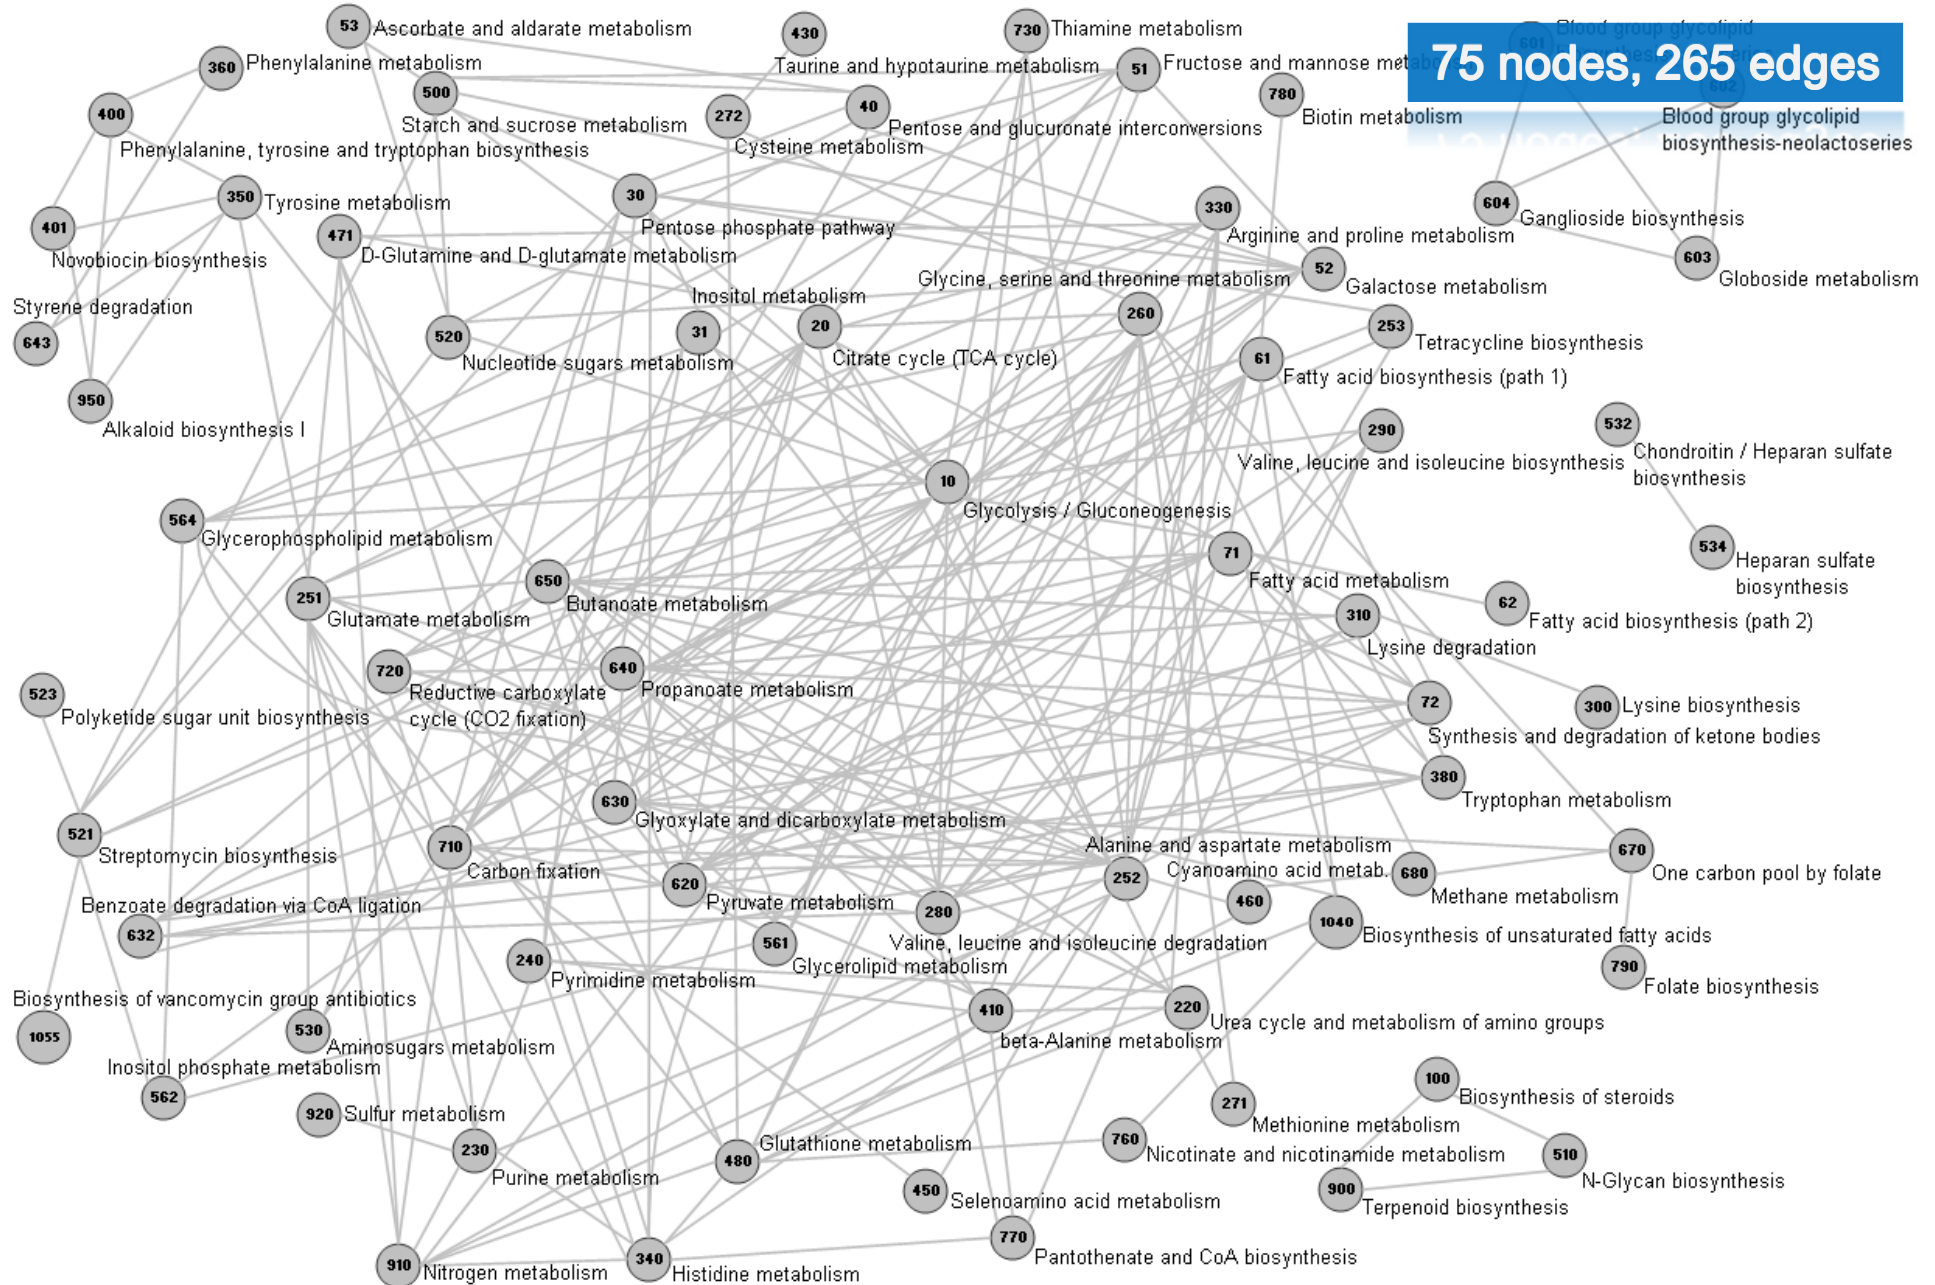 53 Ascorbate and aldarate metabolism
430
Taurine and hypotaurine metabolism
730 Thiamine metabolism
51 Fructose and mannose metabolism
601 Blood group glycolipid
75 nodes, 265 edges
360 Phenylalanine metabolism
500
Starch and sucrose metabolism
272
Cysteine metabolism
40
Pentose and glucuronate interconversions
780
Biotin metabolism
602
Blood group glycolipid
biosynthesis-neolactoseries
400
Phenylalanine, tyrosine and tryptophan biosynthesis
350 Tyrosine metabolism
30
Pentose phosphate pathway
330
Arginine and proline metabolism
604
Ganglioside biosynthesis
401
Novobiocin biosynthesis
471
D-Glutamine and D-glutamate metabolism
Glycine, serine and threonine metabolism
260
52
Galactose metabolism
603
Globoside metabolism
Styrene degradation
643
520
Nucleotide sugars metabolism
Inositol metabolism
31
20
Citrate cycle (TCA cycle)
253
Tetracycline biosynthesis
61
Fatty acid biosynthesis (path 1)
950
Alkaloid biosynthesis I
290
Valine, leucine and isoleucine biosynthesis
532
Chondroitin / Heparan sulfate
biosynthesis
10
Glycolysis / Gluconeogenesis
564
Glycerophospholipid metabolism
534
Heparan sulfate
biosynthesis
71
Fatty acid metabolism
650
Butanoate metabolism
251
Glutamate metabolism
310
Lysine degradation
62
Fatty acid biosynthesis (path 2)
720
Reductive carboxylate
cycle (CO2 fixation)
640
Propanoate metabolism
523
Polyketide sugar unit biosynthesis
72
Synthesis and degradation of ketone bodies
300 Lysine biosynthesis
380
Tryptophan metabolism
630
Glyoxylate and dicarboxylate metabolism
521
Streptomycin biosynthesis
710
Carbon fixation
Alanine and aspartate metabolism
252
Cyanoamino acid metab.
460
680
Methane metabolism
670
One carbon pool by folate
620
Pyruvate metabolism
Benzoate degradation via CoA ligation
632
280
Valine, leucine and isoleucine degradation
1040
Biosynthesis of unsaturated fatty acids
561
Glycerolipid metabolism
240
Pyrimidine metabolism
790
Folate biosynthesis
Biosynthesis of vancomycin group antibiotics
1055
530
Aminosugars metabolism
410
beta-Alanine metabolism
220
Urea cycle and metabolism of amino groups
Inositol phosphate metabolism
562
920 Sulfur metabolism
100
Biosynthesis of steroids
271
Methionine metabolism
230
Purine metabolism
480 Glutathione metabolism
760
Nicotinate and nicotinamide metabolism
510
N-Glycan biosynthesis
900
Terpenoid biosynthesis
450
Selenoamino acid metabolism
770
Pantothenate and CoA biosynthesis
910
Nitrogen metabolism
340
Histidine metabolism